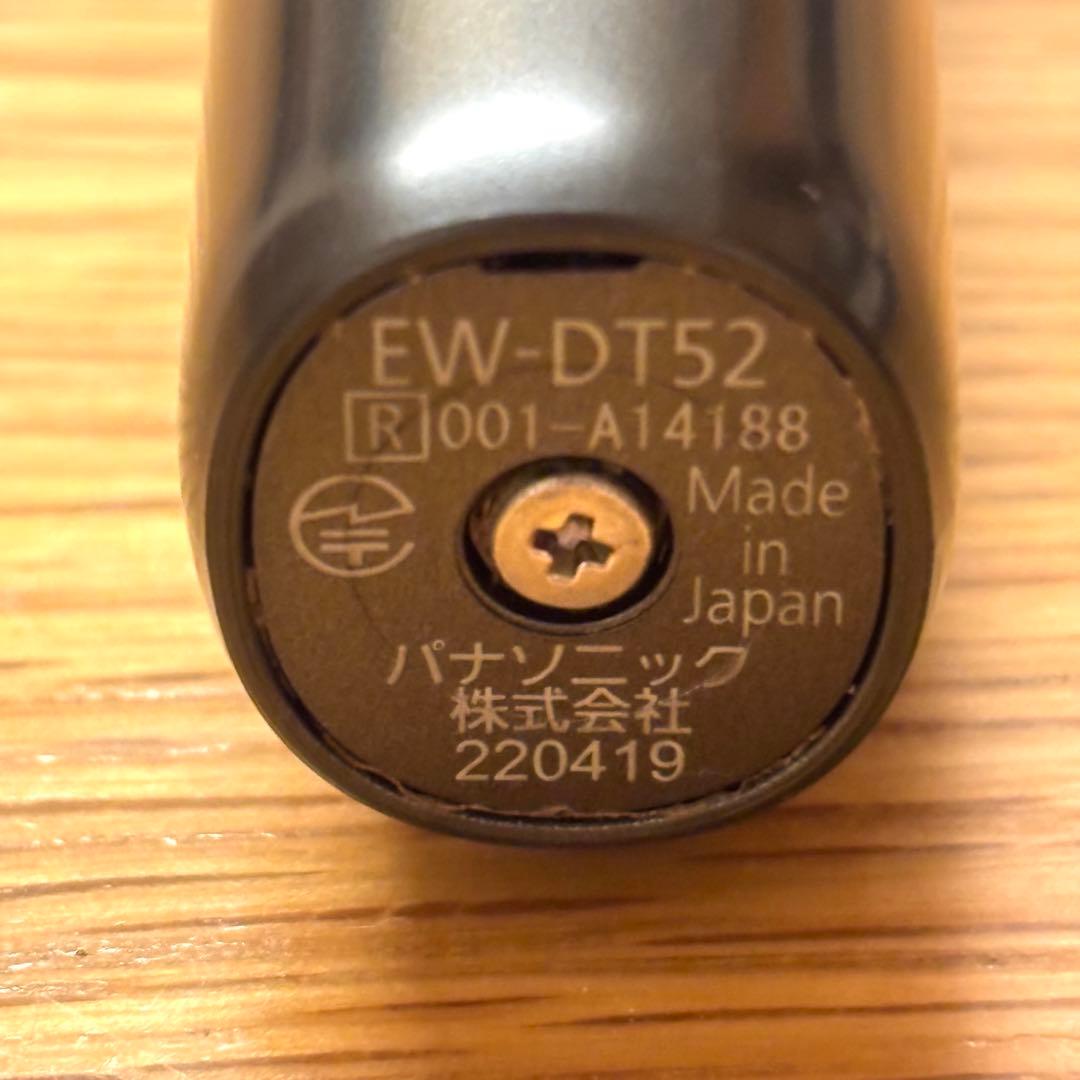 EW-DT52
R 001-A14188
Made
in
Japan
パナソニック
株式会社
220419